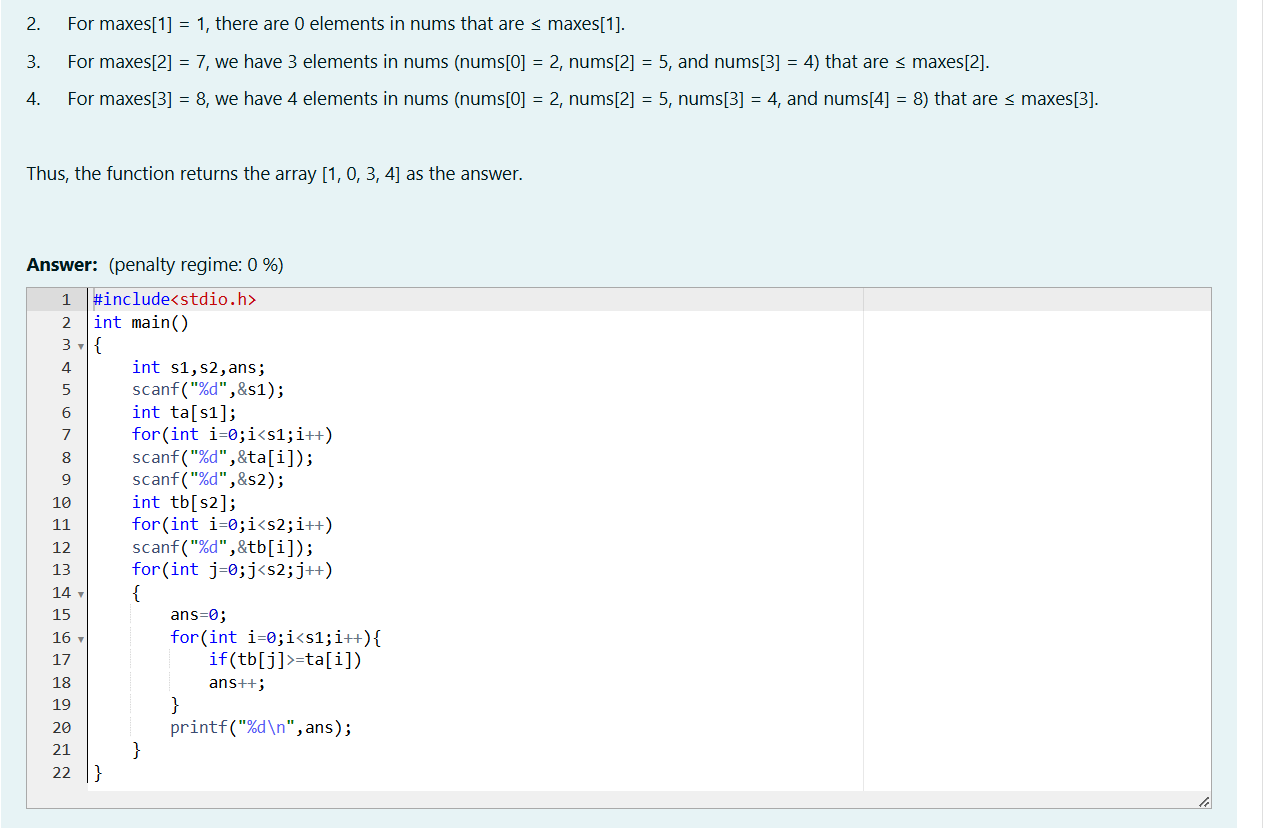 2. For maxes[1] = 1, there are 0 elements in nums that are ≤ maxes[1].
3. For maxes[2] = 7, we have 3 elements in nums (nums[0] = 2, nums[2] = 5, and nums[3] = 4) that are ≤ maxes[2].
4. For maxes[3] = 8, we have 4 elements in nums (nums[0] = 2, nums[2] = 5, nums[3] = 4, and nums[4] = 8) that are ≤ maxes[3].
Thus, the function returns the array [1, 0, 3, 4] as the answer.
Answer: (penalty regime: 0 %)
1 #include<stdio.h>
2 int main()
3 {
4     int s1,s2,ans;
5     scanf("%d",&s1);
6     int ta[s1];
7     for(int i=0;i<s1;i++)
8     scanf("%d",&ta[i]);
9     scanf("%d",&s2);
10     int tb[s2];
11     for(int i=0;i<s2;i++)
12     scanf("%d",&tb[i]);
13     for(int j=0;j<s2;j++)
14     {
15         ans=0;
16         for(int i=0;i<s1;i++){
17             if(tb[j]>=ta[i])
18             ans++;
19         }
20         printf("%d\n",ans);
21     }
22 }